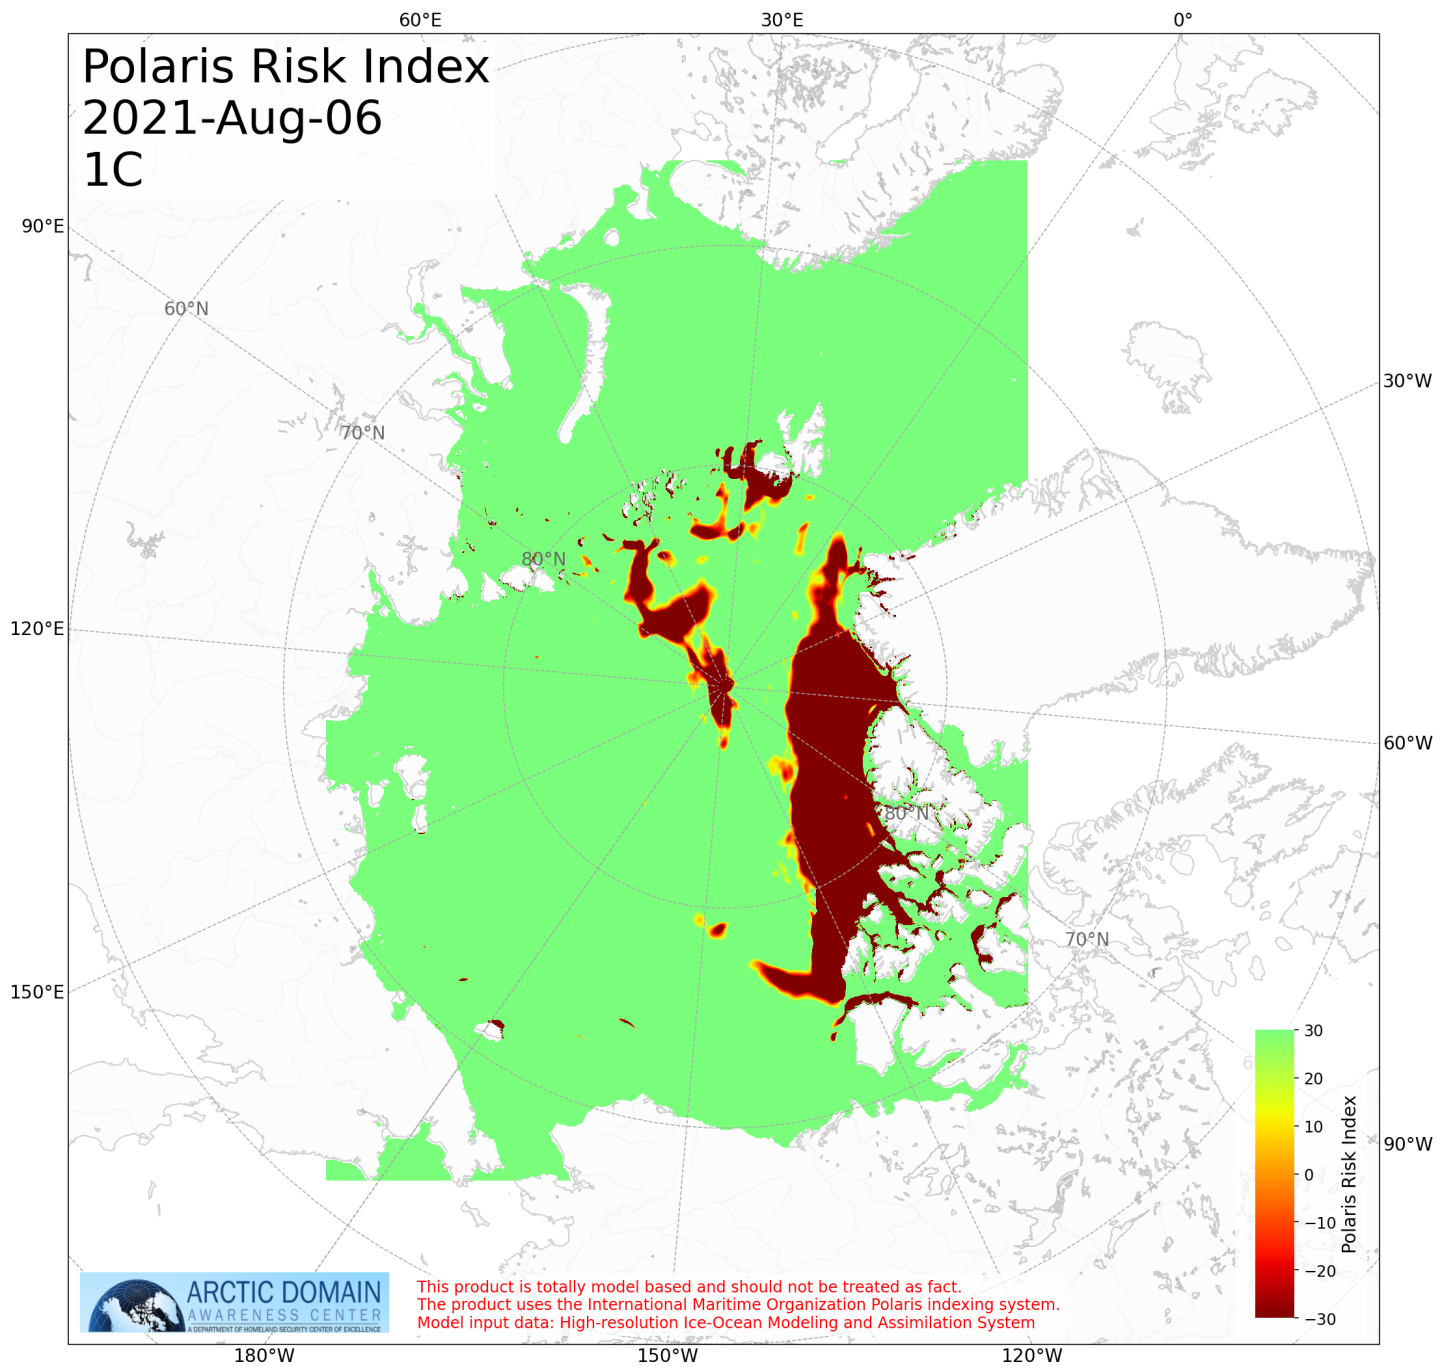 60°E
30°E
0°
Polaris Risk Index
2021-Aug-06
1C
90°E
60°N
30°W
70°N
80°N
120°E
60°W
80°N
70°N
150°E
30
20
10
0
−10
−20
−30
Polaris Risk Index
90°W
ARCTIC DOMAIN
AWARENESS CENTER
A DEPARTMENT OF HOMELAND SECURITY CENTER OF EXCELLENCE
This product is totally model based and should not be treated as fact.
The product uses the International Maritime Organization Polaris indexing system.
Model input data: High-resolution Ice-Ocean Modeling and Assimilation System
180°W
150°W
120°W